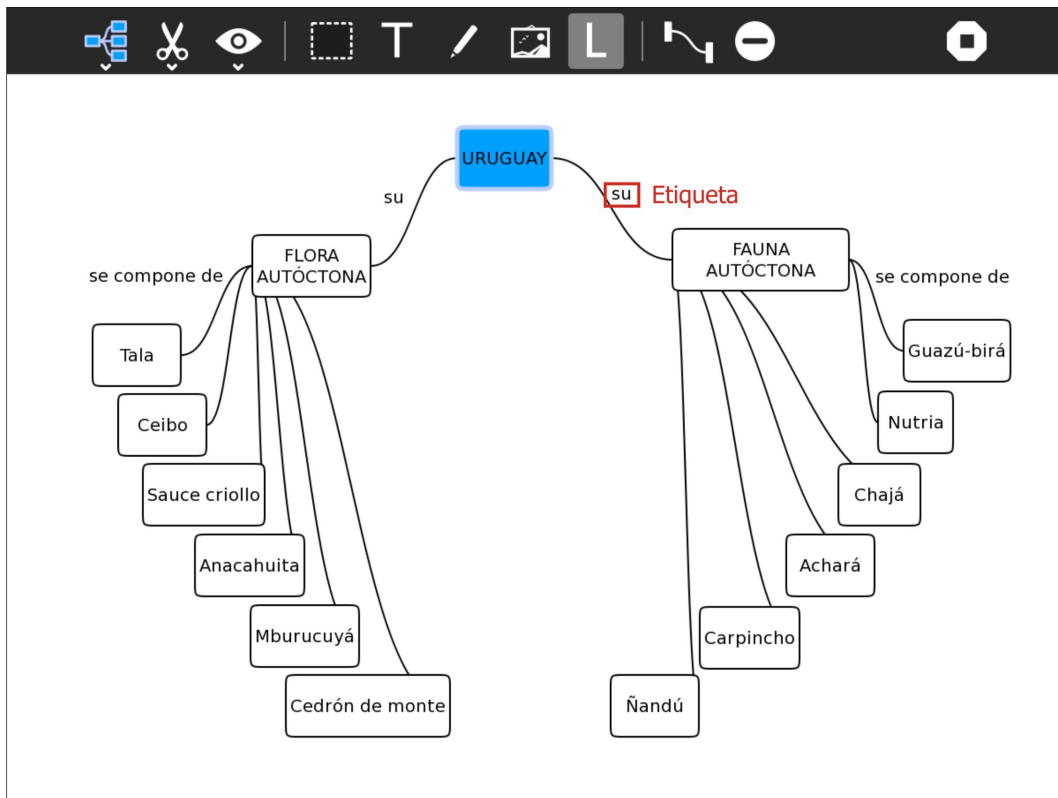 T
L
URUGUAY
su
su
Etiqueta
FLORA
AUTÓCTONA
FAUNA
AUTÓCTONA
se compone de
se compone de
Tala
Guazú-birá
Ceibo
Nutria
Sauce criollo
Chajá
Anacahuita
Achará
Mburucuyá
Carpincho
Cedrón de monte
Ñandú